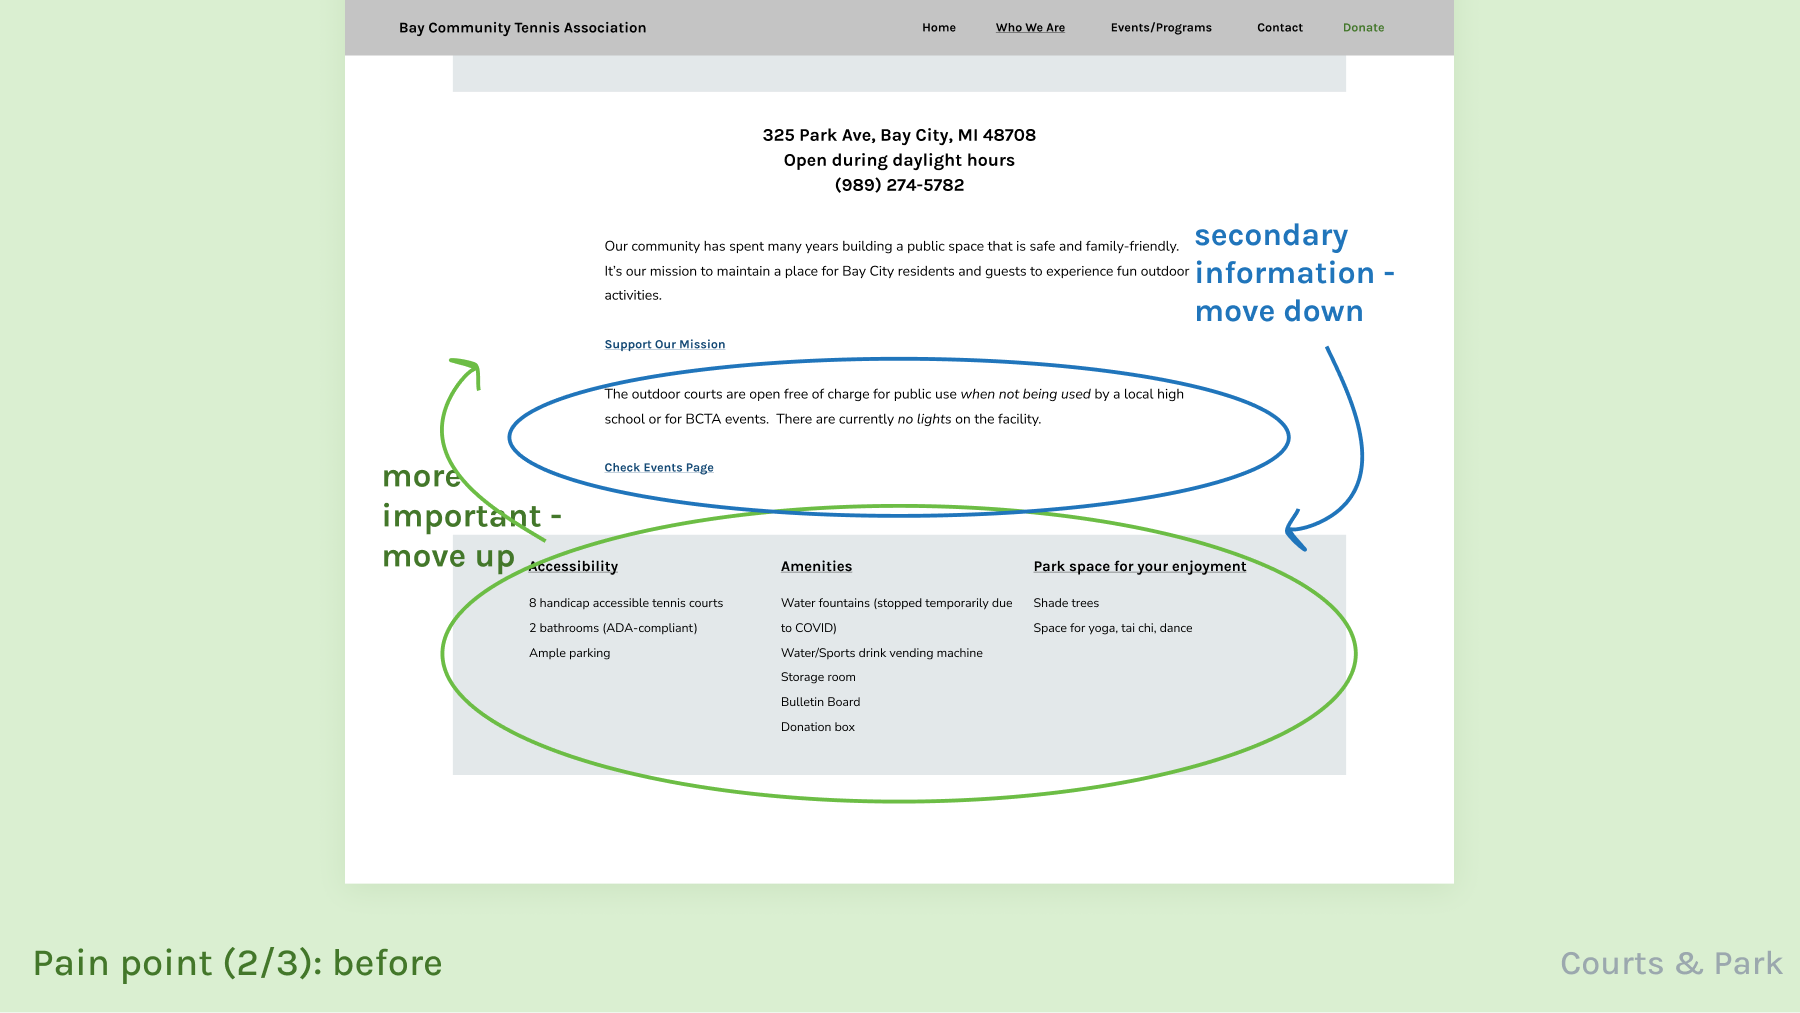 Bay Community Tennis Association
Home
Who We Are
Events/Programs
Contact
Donate
325 Park Ave, Bay City, MI 48708
Open during daylight hours
(989) 274-5782
Our community has spent many years building a public space that is safe and family-friendly.
It's our mission to maintain a place for Bay City residents and guests to experience fun outdoor
activities.
secondary
information -
move down
Support Our Mission
The outdoor courts are open free of charge for public use when not being used by a local high
school or for BCTA events.  There are currently no lights on the facility.
Check Events Page
more
important -
move up
Accessibility
8 handicap accessible tennis courts
2 bathrooms (ADA-compliant)
Ample parking
Amenities
Water fountains (stopped temporarily due
to COVID)
Water/Sports drink vending machine
Storage room
Bulletin Board
Donation box
Park space for your enjoyment
Shade trees
Space for yoga, tai chi, dance
Pain point (2/3): before
Courts & Park